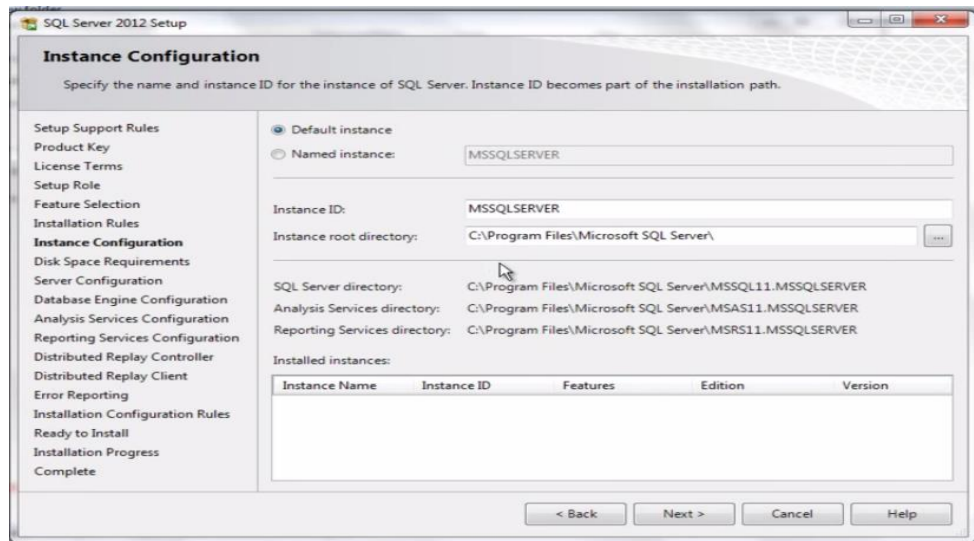 SQL Server 2012 Setup
Instance Configuration
Specify the name and instance ID for the instance of SQL Server. Instance ID becomes part of the installation path.
Setup Support Rules
Product Key
License Terms
Setup Role
Feature Selection
Installation Rules
Instance Configuration
Disk Space Requirements
Server Configuration
Database Engine Configuration
Analysis Services Configuration
Reporting Services Configuration
Distributed Replay Controller
Distributed Replay Client
Error Reporting
Installation Configuration Rules
Ready to Install
Installation Progress
Complete
Default instance
Named instance: MSSQLSERVER
Instance ID: MSSQLSERVER
Instance root directory: C:\Program Files\Microsoft SQL Server\ ...
SQL Server directory: C:\Program Files\Microsoft SQL Server\MSSQL11.MSSQLSERVER
Analysis Services directory: C:\Program Files\Microsoft SQL Server\MSAS11.MSSQLSERVER
Reporting Services directory: C:\Program Files\Microsoft SQL Server\MSRS11.MSSQLSERVER
Installed instances:
Instance Name Instance ID Features Edition Version
< Back Next > Cancel Help